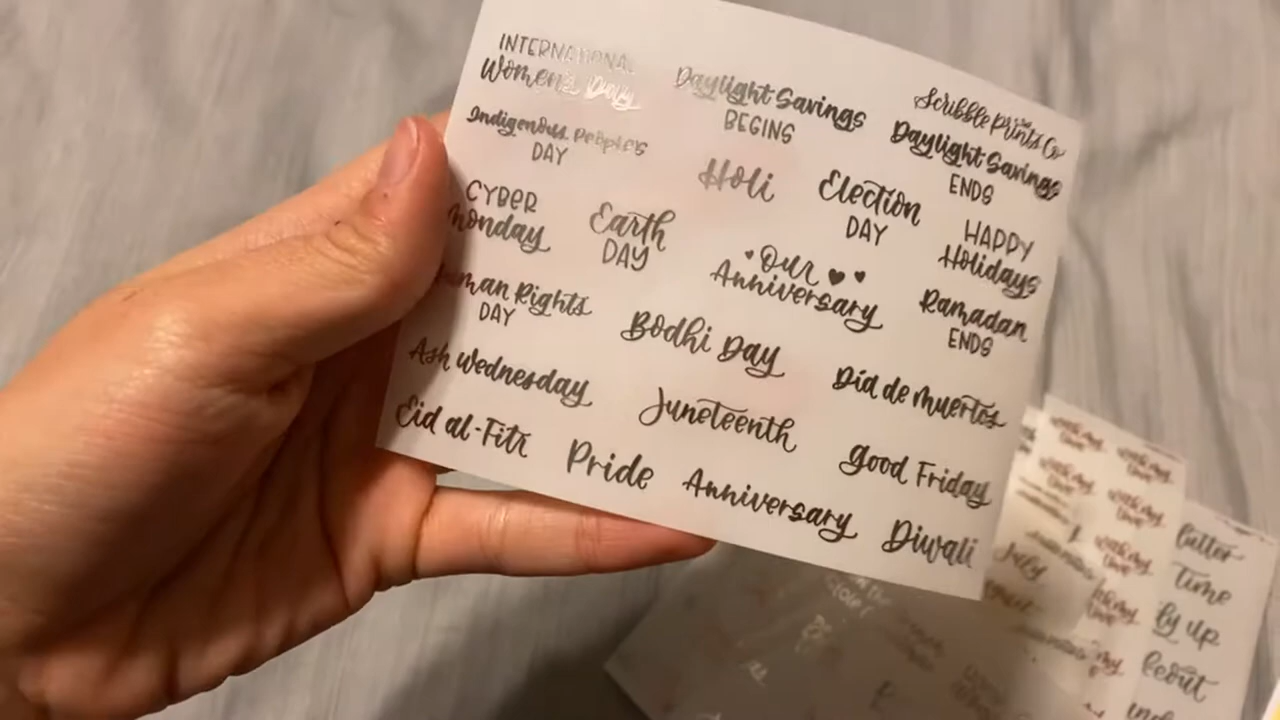 INTERNATIONAL
Women's Day
Daylight Savings
BEGINS
Scribble Prints Co
Daylight Savings
ENDS
Indigenous Peoples
DAY
Holi
Election
DAY
CYBER
Monday
Earth
DAY
HAPPY
Holidays
Our
Anniversary
Human Rights
DAY
Ramadan
ENDS
Bodhi Day
Ash Wednesday
Día de Muertos
Juneteenth
Eid al-Fitr
Pride
Good Friday
Anniversary
Diwali
time
up